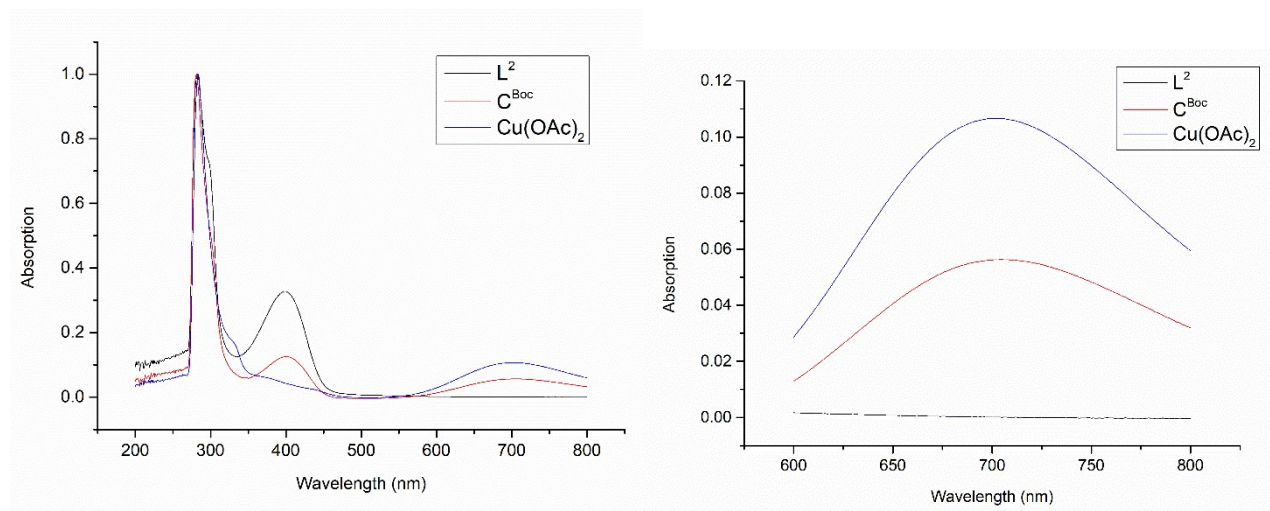 1.0
0.8
0.6
0.4
0.2
0.0
Absorption
L²
Cᴮᵒᶜ
Cu(OAc)₂
200 300 400 500 600 700 800
Wavelength (nm)
0.12
0.10
0.08
0.06
0.04
0.02
0.00
Absorption
L²
Cᴮᵒᶜ
Cu(OAc)₂
600 650 700 750 800
Wavelength (nm)